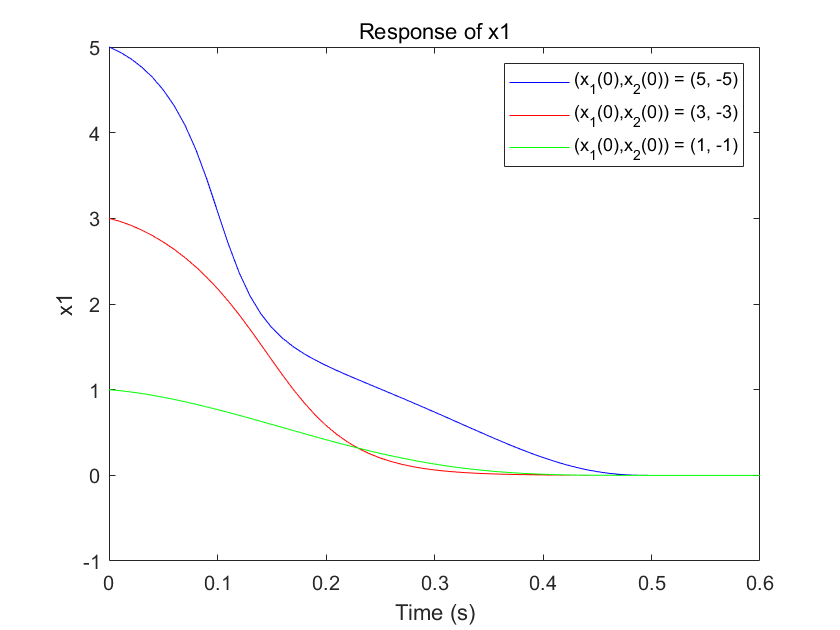 Response of x1
5
4
3
2
1
0
-1
x1
(x1(0),x2(0)) = (5, -5)
(x1(0),x2(0)) = (3, -3)
(x1(0),x2(0)) = (1, -1)
0 0.1 0.2 0.3 0.4 0.5 0.6
Time (s)